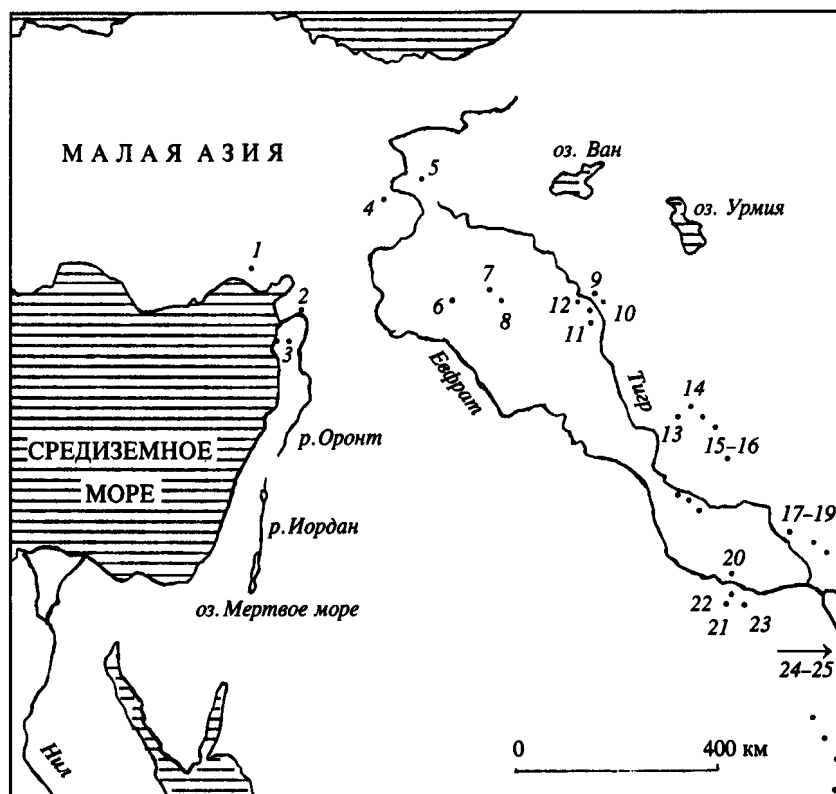 МАЛАЯ АЗИЯ
оз. Ван
оз. Урмия
5
4
1
2
3
7
6
8
9
12
10
11
Евфрат
Тигр
14
13
15–16
р. Оронт
СРЕДИЗЕМНОЕ
МОРЕ
р. Иордан
17–19
20
оз. Мертвое море
22
21
23
24–25
Нил
0
400 км